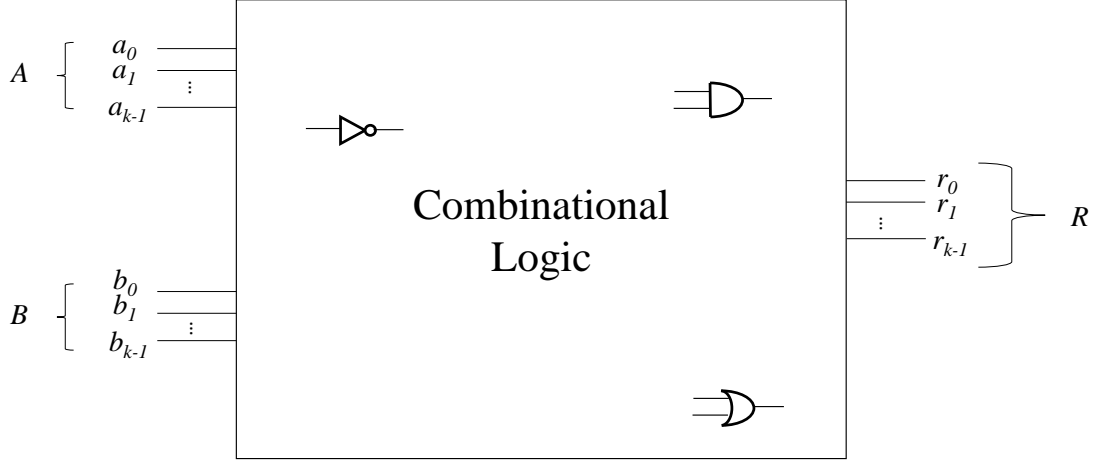 A
a0
a1
...
ak-1
B
b0
b1
...
bk-1
Combinational
Logic
r0
r1
...
rk-1
R